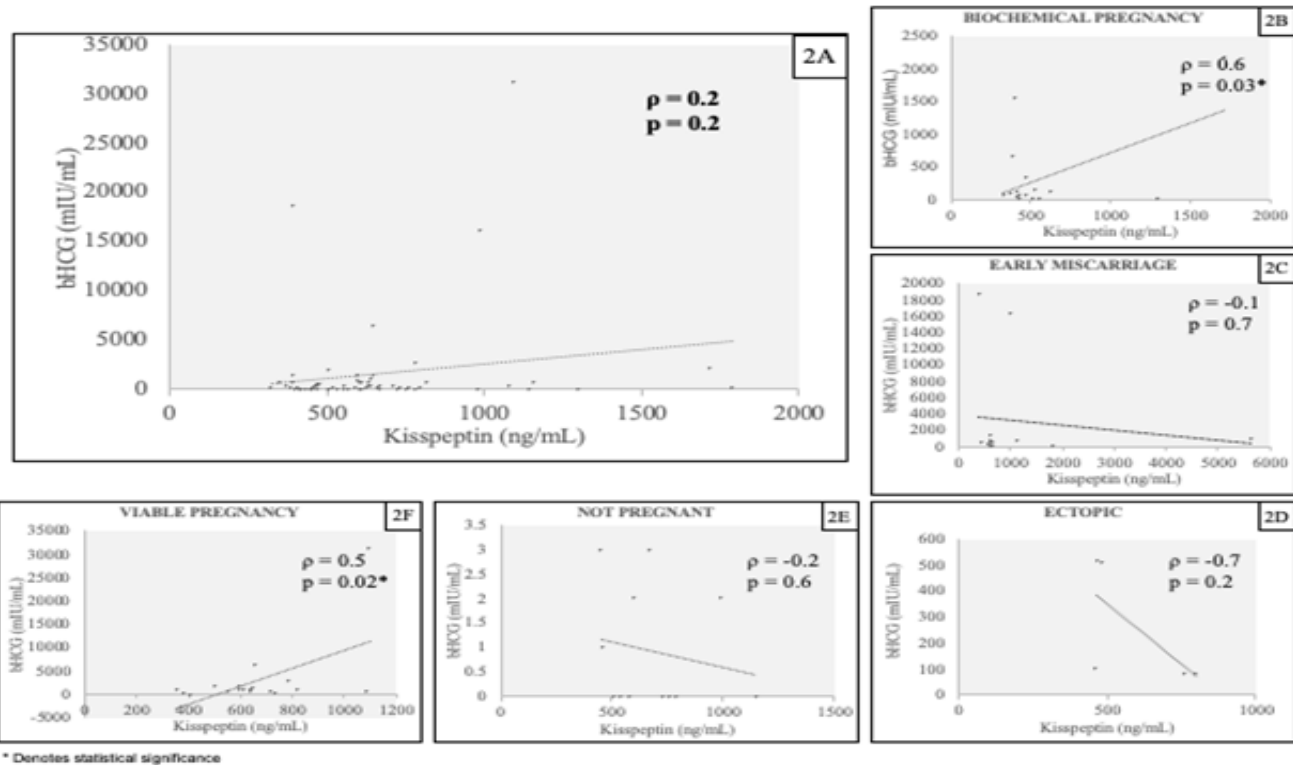 2A
ρ = 0.2
p = 0.2
35000
30000
25000
20000
15000
10000
5000
0
bHCG (mIU/mL)
0 500 1000 1500 2000
Kisspeptin (ng/mL)
BIOCHEMICAL PREGNANCY
2B
ρ = 0.6
p = 0.03*
2500
2000
1500
1000
500
0
bHCG (mIU/mL)
0 500 1000 1500 2000
Kisspeptin (ng/mL)
EARLY MISCARRIAGE
2C
ρ = -0.1
p = 0.7
20000
18000
16000
14000
12000
10000
8000
6000
4000
2000
0
bHCG (mIU/mL)
0 1000 2000 3000 4000 5000 6000
Kisspeptin (ng/mL)
VIABLE PREGNANCY
2F
ρ = 0.5
p = 0.02*
35000
30000
25000
20000
15000
10000
5000
0
-5000
bHCG (mIU/mL)
0 200 400 600 800 1000 1200
Kisspeptin (ng/mL)
NOT PREGNANT
2E
ρ = -0.2
p = 0.6
3.5
3
2.5
2
1.5
1
0.5
0
bHCG (mIU/mL)
0 500 1000 1500
Kisspeptin (ng/mL)
ECTOPIC
2D
ρ = -0.7
p = 0.2
600
500
400
300
200
100
0
bHCG (mIU/mL)
0 500 1000
Kisspeptin (ng/mL)
* Denotes statistical significance